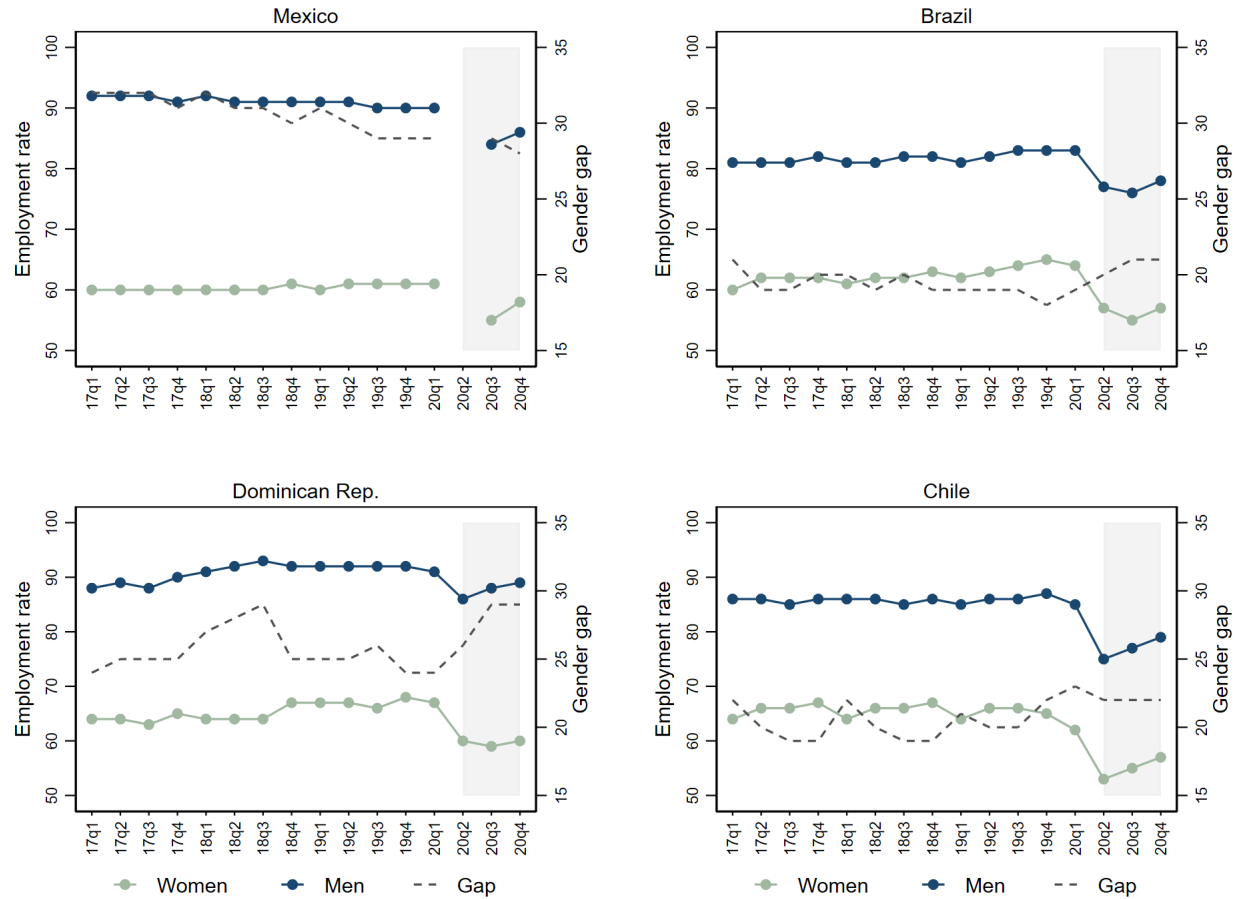 Mexico
Employment rate
50 60 70 80 90 100
Gender gap
15 20 25 30 35
17q1 17q2 17q3 17q4 18q1 18q2 18q3 18q4 19q1 19q2 19q3 19q4 20q1 20q2 20q3 20q4
Brazil
Employment rate
50 60 70 80 90 100
Gender gap
15 20 25 30 35
17q1 17q2 17q3 17q4 18q1 18q2 18q3 18q4 19q1 19q2 19q3 19q4 20q1 20q2 20q3 20q4
Dominican Rep.
Employment rate
50 60 70 80 90 100
Gender gap
15 20 25 30 35
17q1 17q2 17q3 17q4 18q1 18q2 18q3 18q4 19q1 19q2 19q3 19q4 20q1 20q2 20q3 20q4
Women Men Gap
Chile
Employment rate
50 60 70 80 90 100
Gender gap
15 20 25 30 35
17q1 17q2 17q3 17q4 18q1 18q2 18q3 18q4 19q1 19q2 19q3 19q4 20q1 20q2 20q3 20q4
Women Men Gap